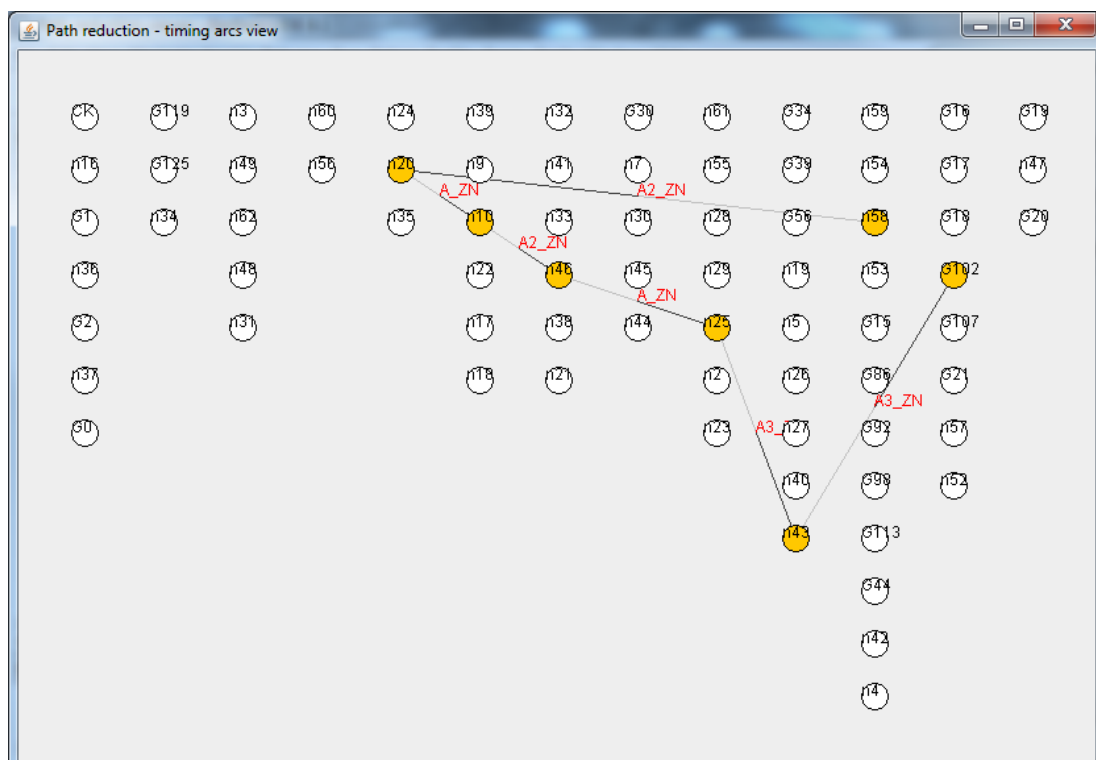 Path reduction - timing arcs view
CK G119 n3 n60 n24 n39 n32 G30 n61 G34 n59 G16 G19
n16 G125 n49 n56 n20 n9 n41 n7 n55 G39 n54 G17 n47
A_ZN A2_ZN
G1 n34 n62 n35 n10 n33 n30 n28 G56 n58 G18 G20
A2_ZN
n36 n48 n22 n46 n45 n29 n19 n53 G102
A_ZN
G2 n31 n17 n38 n44 n25 n5 G15 G107
n37 n18 n21 n2 n26 G86 G21
A3_ZN
G0 n23 A3_ n27 G92 n57
n40 G98 n52
n43 G113
G44
n42
n4